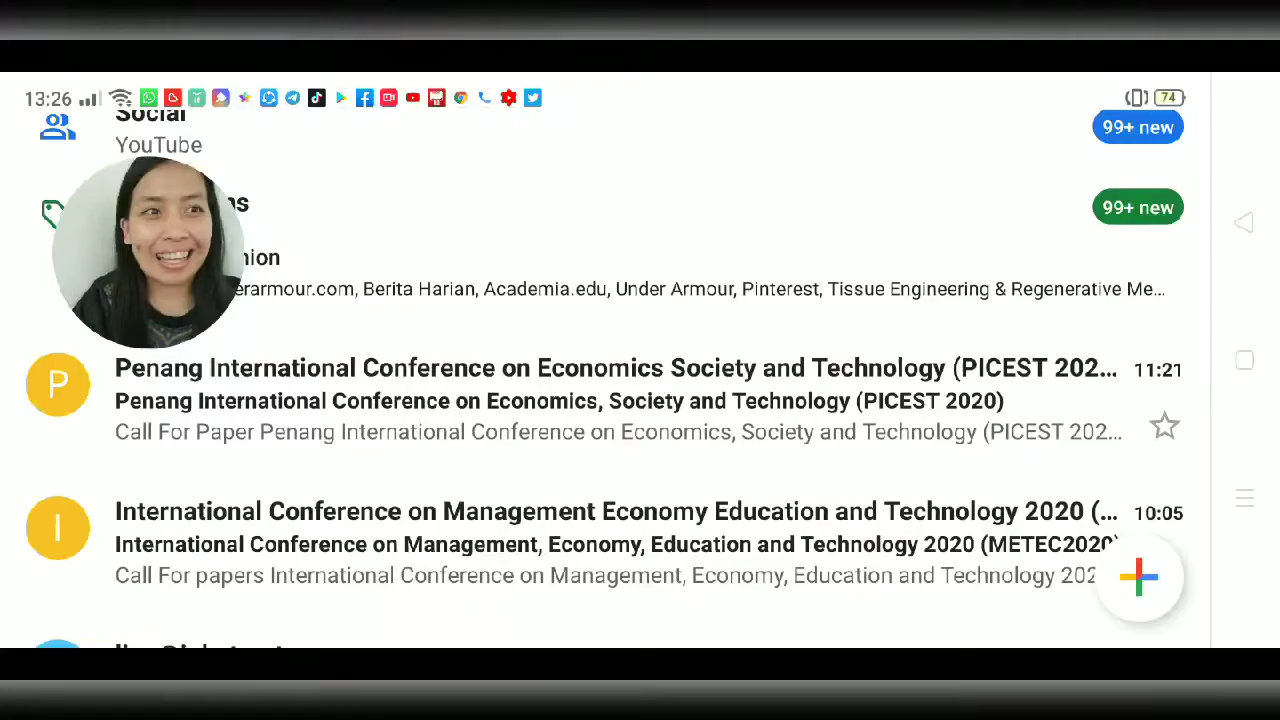 13:26
74
Social
99+ new
YouTube
99+ new
erarmour.com, Berita Harian, Academia.edu, Under Armour, Pinterest, Tissue Engineering & Regenerative Me...
P
Penang International Conference on Economics Society and Technology (PICEST 202... 11:21
Penang International Conference on Economics, Society and Technology (PICEST 2020)
Call For Paper Penang International Conference on Economics, Society and Technology (PICEST 202...
I
International Conference on Management Economy Education and Technology 2020 (... 10:05
International Conference on Management, Economy, Education and Technology 2020 (METEC2020)
Call For papers International Conference on Management, Economy, Education and Technology 202